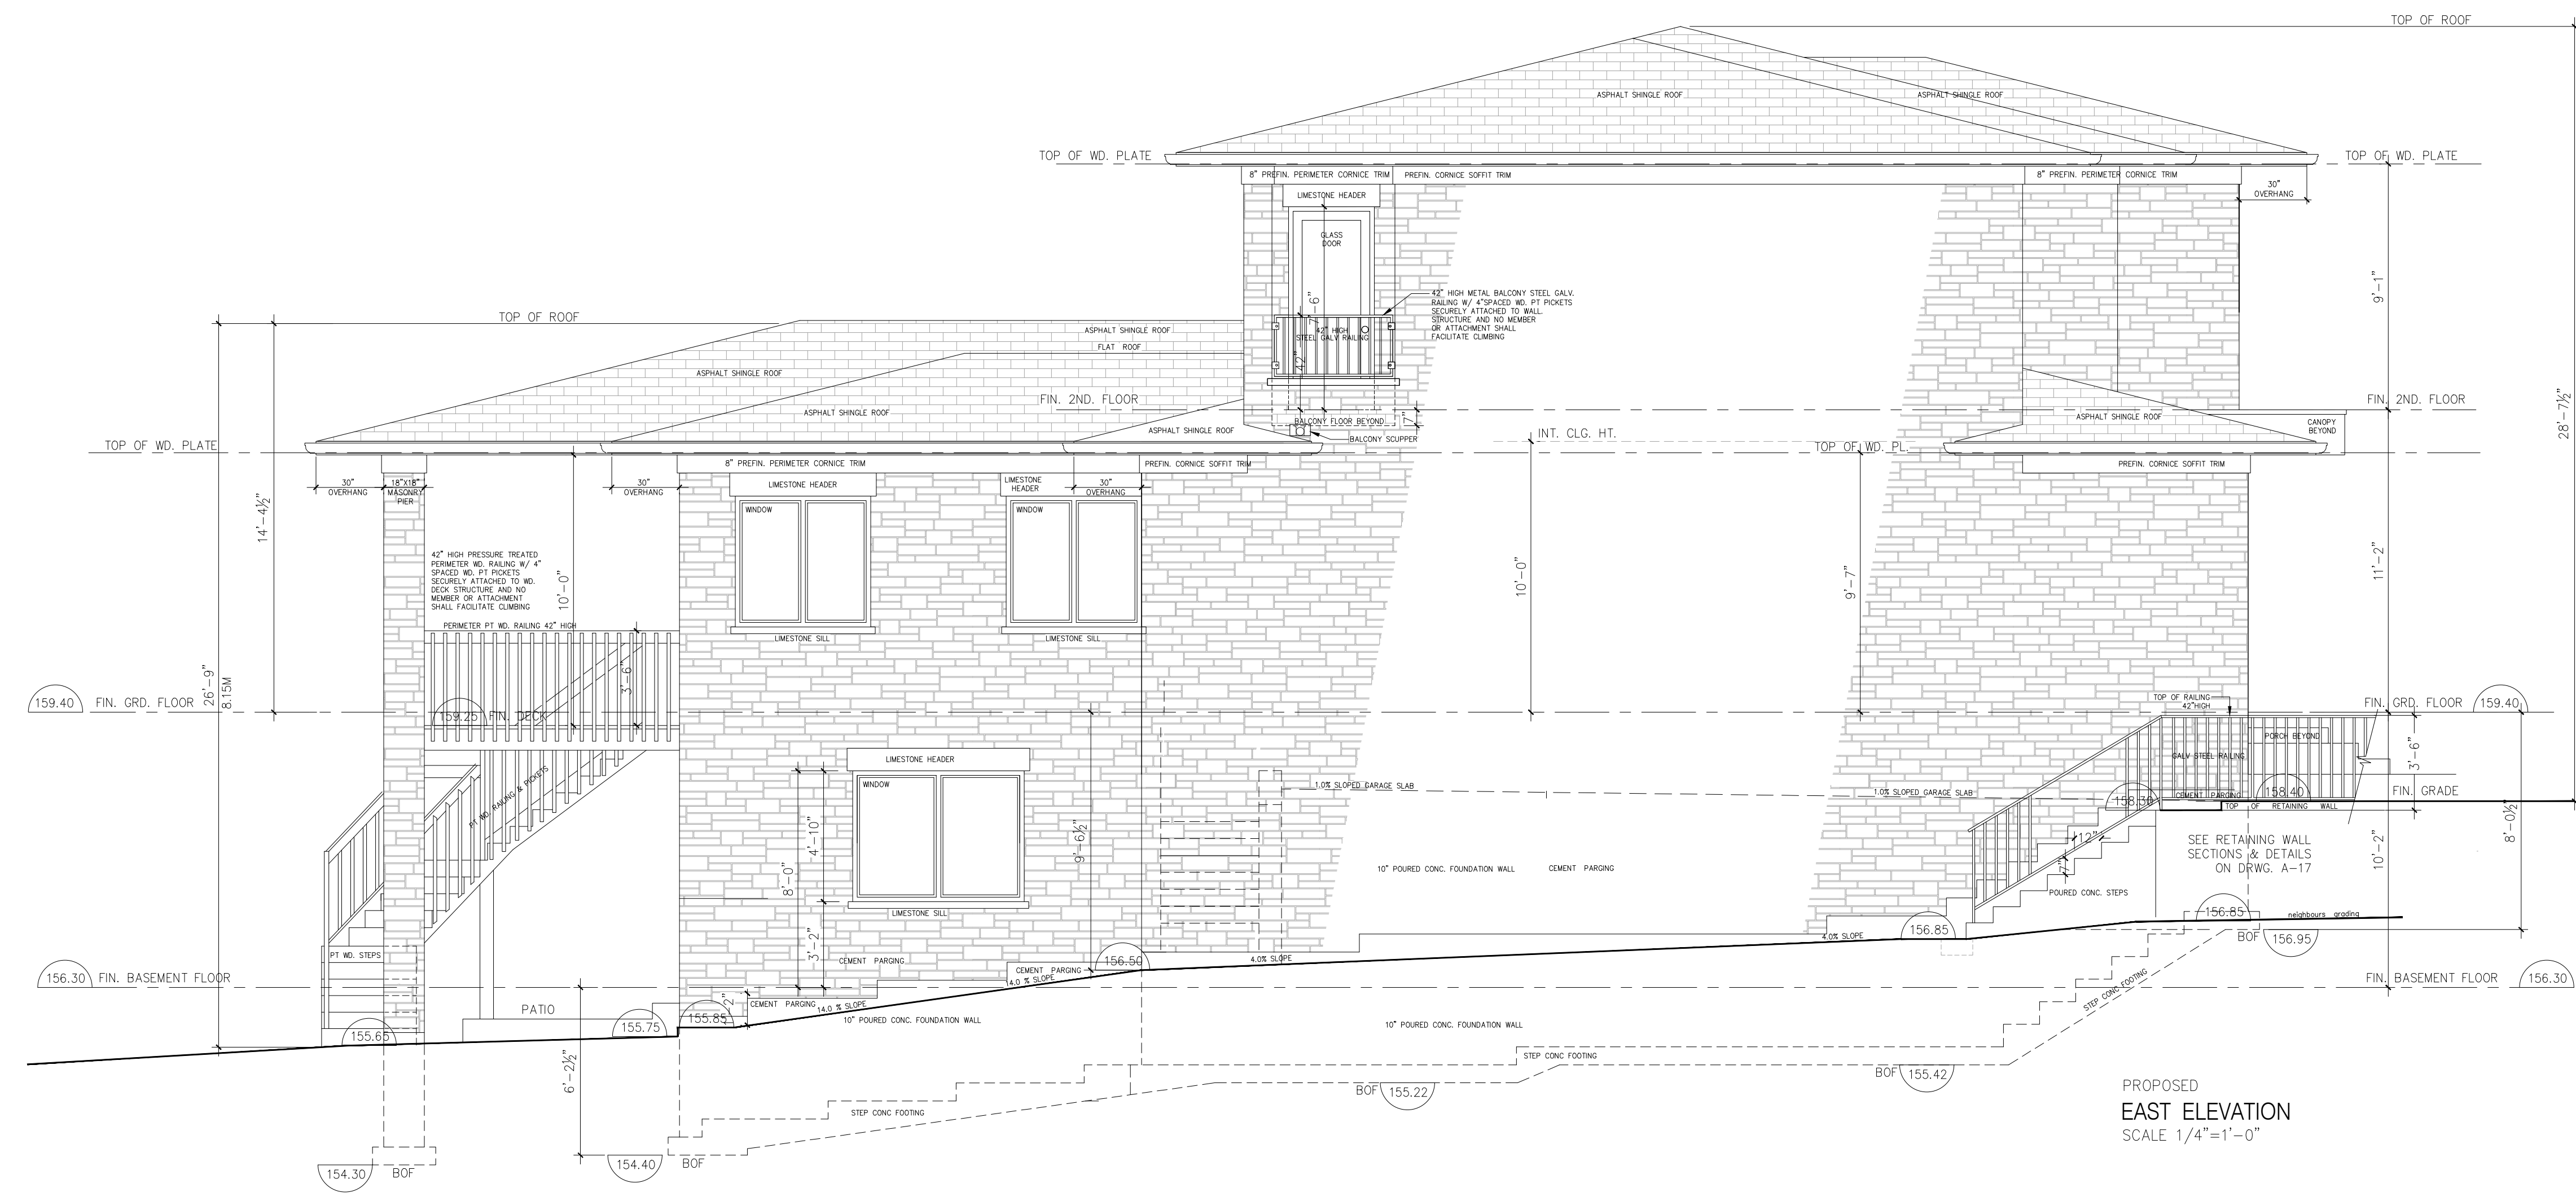 TOP OF ROOF
ASPHALT SHINGLE ROOF
ASPHALT SHINGLE ROOF
TOP OF WD. PLATE
TOP OF WD. PLATE
8" PREFIN. PERIMETER CORNICE TRIM
PREFIN. CORNICE SOFFIT TRIM
8" PREFIN. PERIMETER CORNICE TRIM
30"
OVERHANG
LIMESTONE HEADER
GLASS
DOOR
7'-6"
42" HIGH METAL BALCONY STEEL GALV.
RAILING W/ 4"SPACED WD. PT PICKETS
SECURELY ATTACHED TO WALL.
STRUCTURE AND NO MEMBER
OR ATTACHMENT SHALL
FACILITATE CLIMBING
42" HIGH
STEEL GALV RAILING
42"
9'-1"
28'-7½"
TOP OF ROOF
ASPHALT SHINGLE ROOF
FLAT ROOF
ASPHALT SHINGLE ROOF
ASPHALT SHINGLE ROOF
ASPHALT SHINGLE ROOF
FIN. 2ND. FLOOR
FIN. 2ND. FLOOR
BALCONY FLOOR BEYOND
7"
BALCONY SCUPPER
ASPHALT SHINGLE ROOF
CANOPY
BEYOND
INT. CLG. HT.
TOP OF WD. PLATE
TOP OF WD. PL.
8" PREFIN. PERIMETER CORNICE TRIM
PREFIN. CORNICE SOFFIT TRIM
PREFIN. CORNICE SOFFIT TRIM
30"
OVERHANG
18"X18"
MASONRY
PIER
30"
OVERHANG
LIMESTONE HEADER
LIMESTONE
HEADER
30"
OVERHANG
WINDOW
WINDOW
14'-4½"
42" HIGH PRESSURE TREATED
PERIMETER WD. RAILING W/ 4"
SPACED WD. PT PICKETS
SECURELY ATTACHED TO WD.
DECK STRUCTURE AND NO
MEMBER OR ATTACHMENT
SHALL FACILITATE CLIMBING
10'-0"
10'-0"
9'-7"
11'-2"
PERIMETER PT WD. RAILING 42" HIGH
LIMESTONE SILL
LIMESTONE SILL
26'-9"
8.15M
3'-6"
159.40
FIN. GRD. FLOOR
159.25
FIN. DECK
TOP OF RAILING
42"HIGH
FIN. GRD. FLOOR
159.40
PORCH BEYOND
GALV STEEL RAILING
3'-6"
LIMESTONE HEADER
WINDOW
PT WD. RAILING & PICKETS
1.0% SLOPED GARAGE SLAB
1.0% SLOPED GARAGE SLAB
CEMENT PARGING
158.30
158.40
FIN. GRADE
TOP OF RETAINING WALL
8'-0"
4'-10"
9'-6½"
12"
7"
SEE RETAINING WALL
SECTIONS & DETAILS
ON DRWG. A-17
10'-2"
8'-0½"
10" POURED CONC. FOUNDATION WALL
CEMENT PARGING
POURED CONC. STEPS
LIMESTONE SILL
3'-2"
156.85
156.85
neighbours grading
4.0% SLOPE
BOF
156.95
PT WD. STEPS
CEMENT PARGING
CEMENT PARGING
156.50
4.0% SLOPE
156.30
FIN. BASEMENT FLOOR
14.0 % SLOPE
FIN. BASEMENT FLOOR
156.30
STEP CONC FOOTING
PATIO
CEMENT PARGING
14.0 % SLOPE
155.65
155.75
155.85
10" POURED CONC. FOUNDATION WALL
10" POURED CONC. FOUNDATION WALL
STEP CONC FOOTING
6'-2½"
BOF
155.22
BOF
155.42
STEP CONC FOOTING
154.30
BOF
154.40
BOF
PROPOSED
EAST ELEVATION
SCALE 1/4"=1'-0"